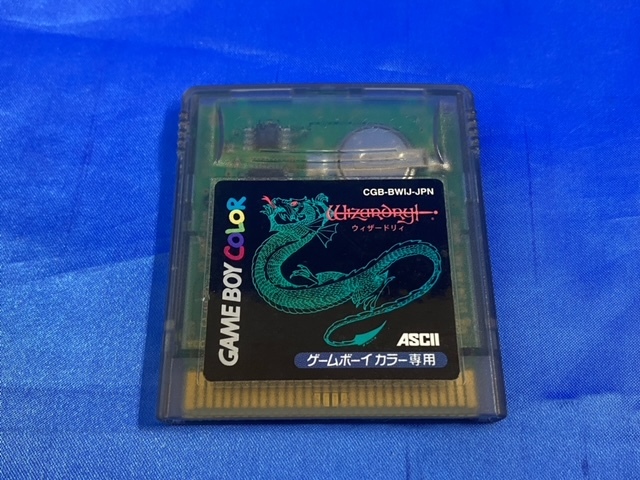 CGB-BWIJ-JPN
Wizardry I
ウィザードリィ
GAME BOY COLOR
ASCII
ゲームボーイカラー専用